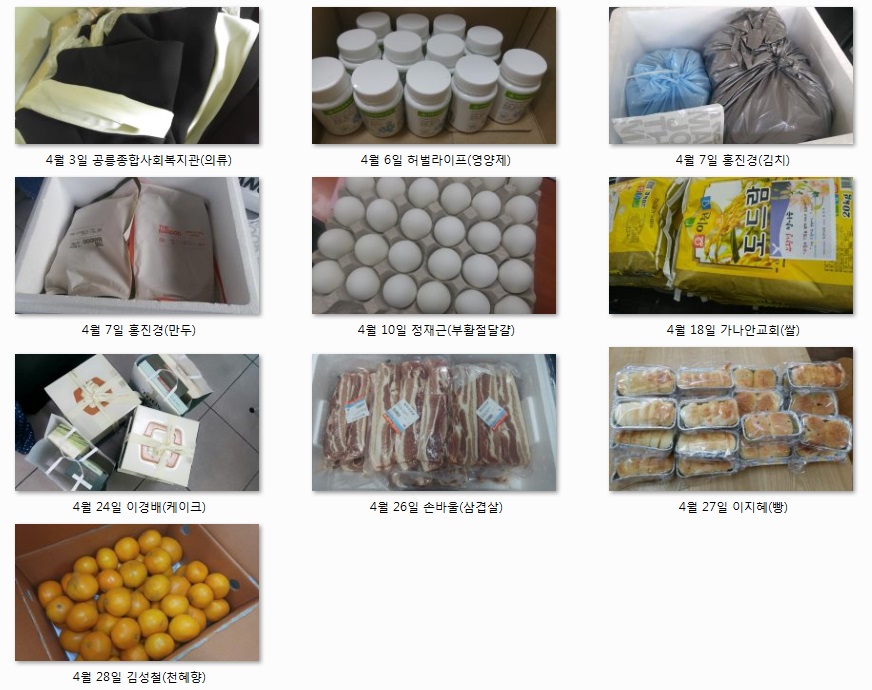 4월 3일 공릉종합사회복지관(의류)
4월 6일 허벌라이프(영양제)
4월 7일 홍진경(김치)
4월 7일 홍진경(만두)
4월 10일 정재근(부활절달걀)
도드람
20kg
4월 18일 가나안교회(쌀)
4월 24일 이경배(케이크)
4월 26일 손바울(삼겹살)
4월 27일 이지혜(빵)
4월 28일 김성철(천혜향)